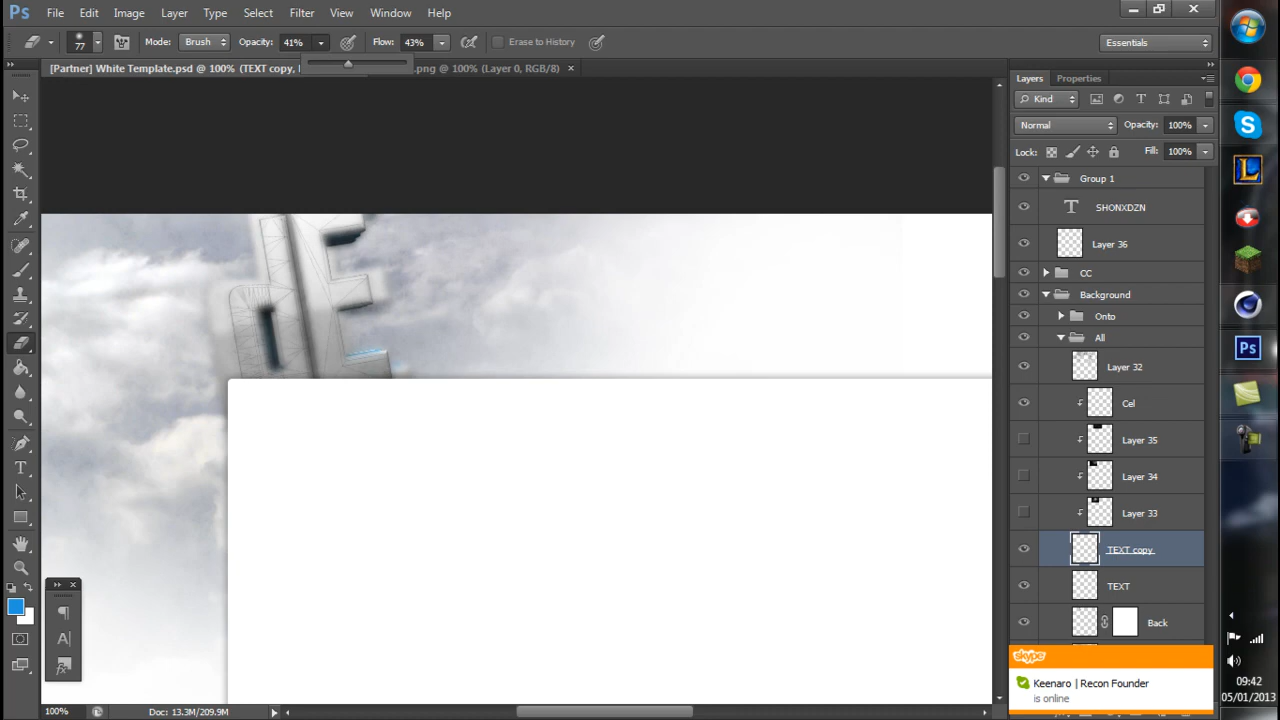 Ps File Edit Image Layer Type Select Filter View Window Help
77 Mode: Brush Opacity: 41% Flow: 43% Erase to History Essentials
[Partner] White Template.psd @ 100% (TEXT copy, .png @ 100% (Layer 0, RGB/8) ×
Layers Properties
Kind T
Normal Opacity: 100%
Lock: Fill: 100%
Group 1
T SHONXDZN
Layer 36
CC
Background
Onto
All
Layer 32
Cel
Layer 35
Layer 34
Layer 33
TEXT copy
TEXT
Back
skype
Keenaro | Recon Founder
is online
100% Doc: 13.3M/209.9M
Ps
09:42
05/01/2013